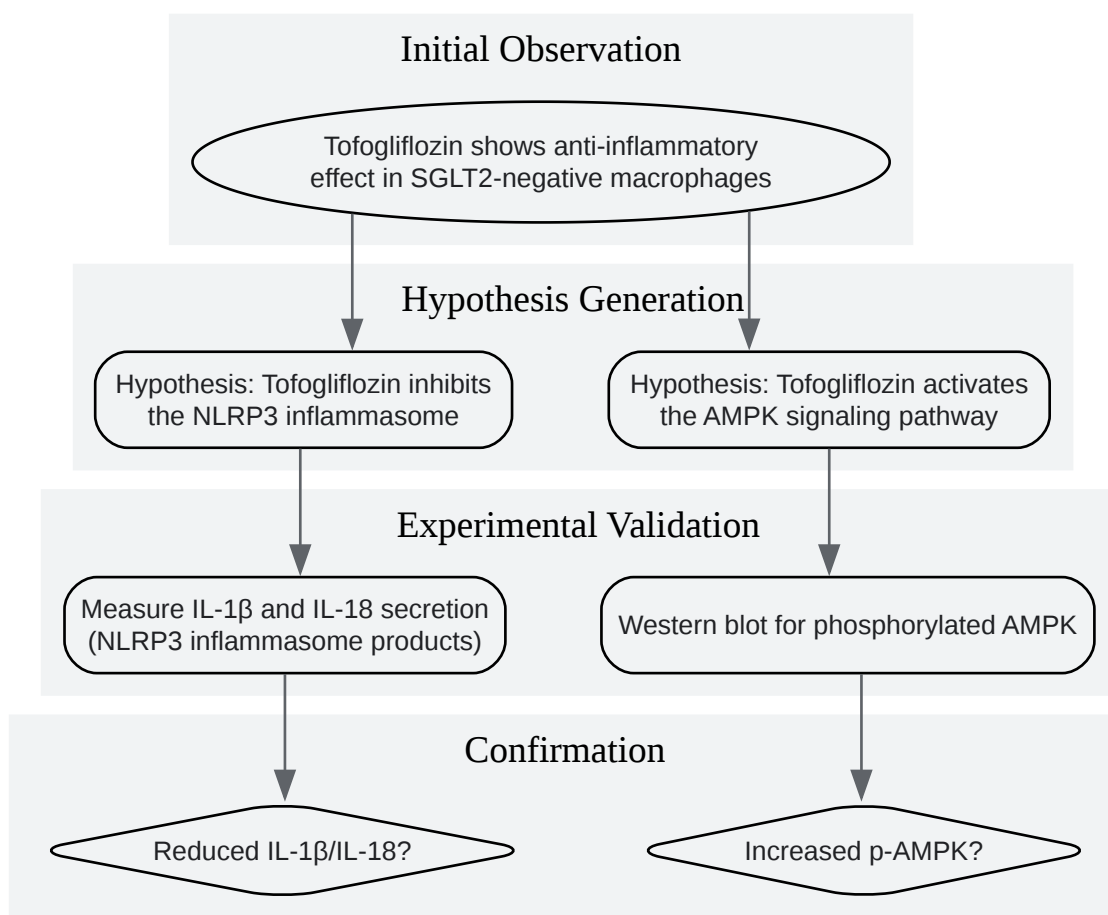 Initial Observation
Tofogliflozin shows anti-inflammatory
effect in SGLT2-negative macrophages
Hypothesis Generation
Hypothesis: Tofogliflozin inhibits
the NLRP3 inflammasome
Hypothesis: Tofogliflozin activates
the AMPK signaling pathway
Experimental Validation
Measure IL-1β and IL-18 secretion
(NLRP3 inflammasome products)
Western blot for phosphorylated AMPK
Confirmation
Reduced IL-1β/IL-18?
Increased p-AMPK?